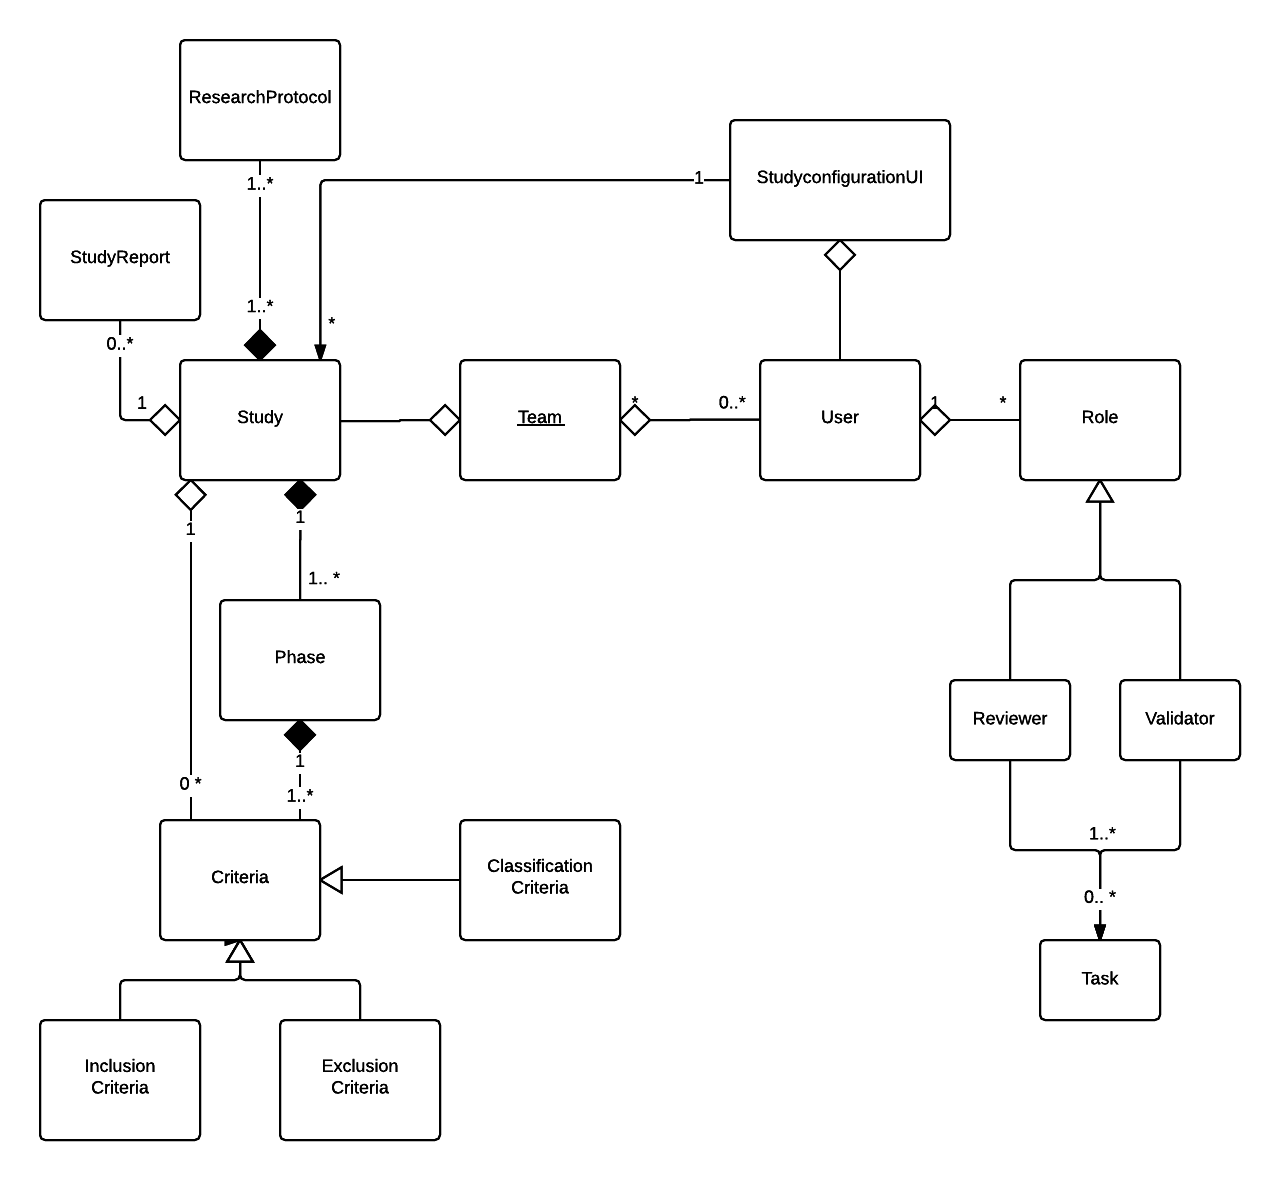 ResearchProtocol
1..*
1
StudyconfigurationUI
StudyReport
1..*
*
0..*
1
Study
Team
*
0..*
User
1
*
Role
1
1
1.. *
Phase
Reviewer
Validator
1
0 *
1..*
1..*
Criteria
Classification
Criteria
0.. *
Task
Inclusion
Criteria
Exclusion
Criteria